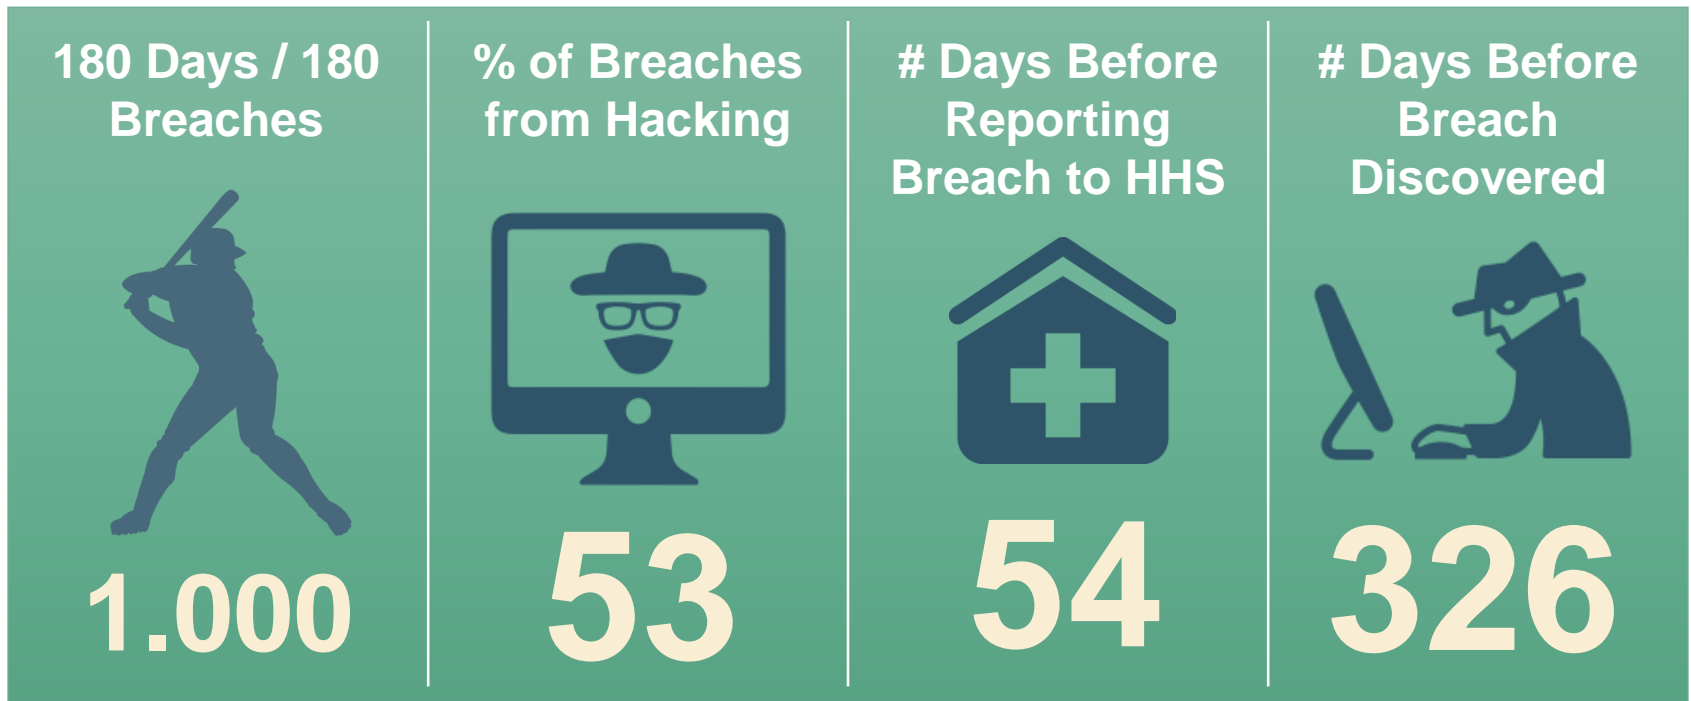 180 Days / 180
Breaches
1.000
% of Breaches
from Hacking
53
# Days Before
Reporting
Breach to HHS
54
# Days Before
Breach
Discovered
326